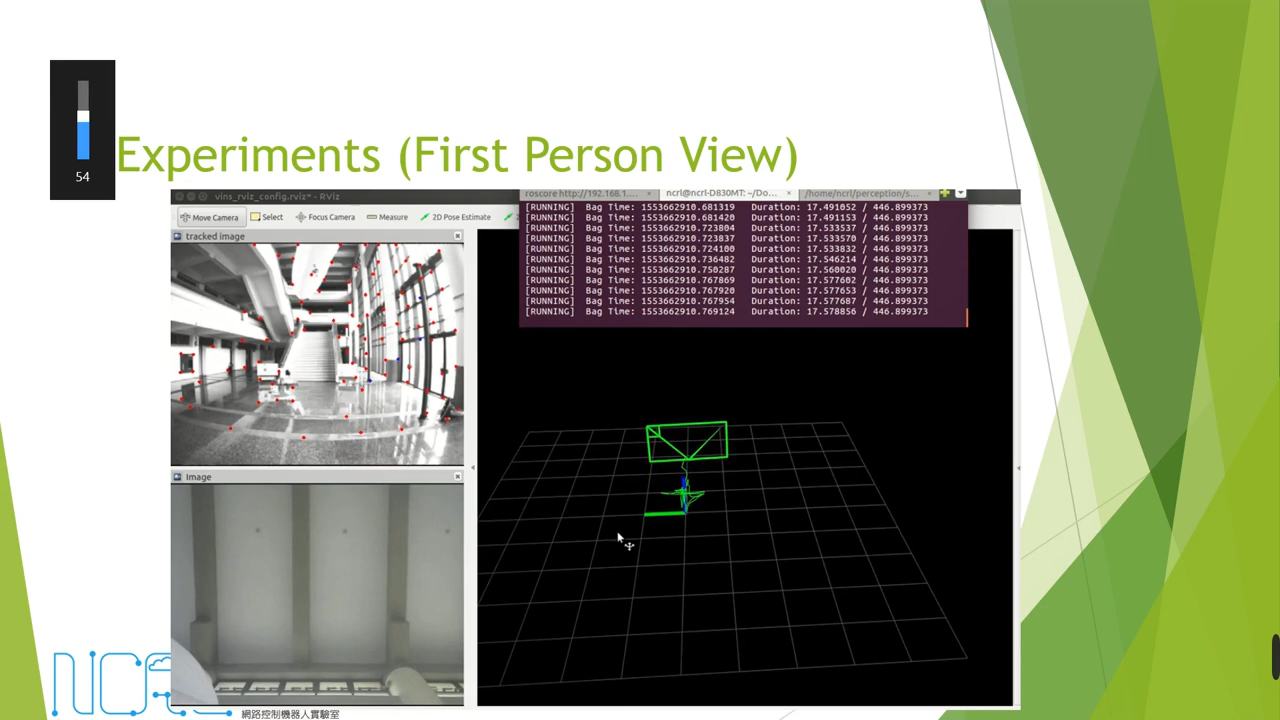 54
Experiments (First Person View)
vins_rviz_config.rviz* - RViz
roscore http://192.168.1....
ncrl@ncrl-D830MT: ~/Do...
/home/ncrl/perception/s...
Move Camera
Select
Focus Camera
Measure
2D Pose Estimate
[RUNNING] Bag Time: 1553662910.681319 Duration: 17.491052 / 446.899373
[RUNNING] Bag Time: 1553662910.681420 Duration: 17.491153 / 446.899373
[RUNNING] Bag Time: 1553662910.723804 Duration: 17.533537 / 446.899373
[RUNNING] Bag Time: 1553662910.723837 Duration: 17.533570 / 446.899373
[RUNNING] Bag Time: 1553662910.724100 Duration: 17.533832 / 446.899373
[RUNNING] Bag Time: 1553662910.736482 Duration: 17.546214 / 446.899373
[RUNNING] Bag Time: 1553662910.750287 Duration: 17.560020 / 446.899373
[RUNNING] Bag Time: 1553662910.767869 Duration: 17.577602 / 446.899373
[RUNNING] Bag Time: 1553662910.767920 Duration: 17.577653 / 446.899373
[RUNNING] Bag Time: 1553662910.767954 Duration: 17.577687 / 446.899373
[RUNNING] Bag Time: 1553662910.769124 Duration: 17.578856 / 446.899373
tracked image
Image
網路控制機器人實驗室